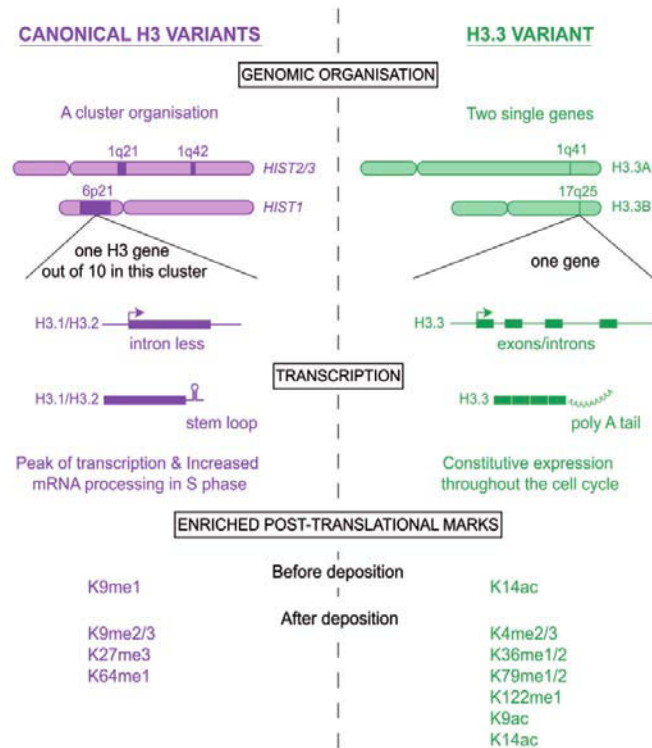 CANONICAL H3 VARIANTS
H3.3 VARIANT
GENOMIC ORGANISATION
A cluster organisation
Two single genes
1q21
1q42
HIST2/3
6p21
HIST1
1q41
H3.3A
17q25
H3.3B
one H3 gene
out of 10 in this cluster
one gene
H3.1/H3.2
intron less
H3.3
exons/introns
TRANSCRIPTION
H3.1/H3.2
stem loop
H3.3
AAAAAAAAA
poly A tail
Peak of transcription & Increased
mRNA processing in S phase
Constitutive expression
throughout the cell cycle
ENRICHED POST-TRANSLATIONAL MARKS
Before deposition
K9me1
K14ac
After deposition
K9me2/3
K27me3
K64me1
K4me2/3
K36me1/2
K79me1/2
K122me1
K9ac
K14ac